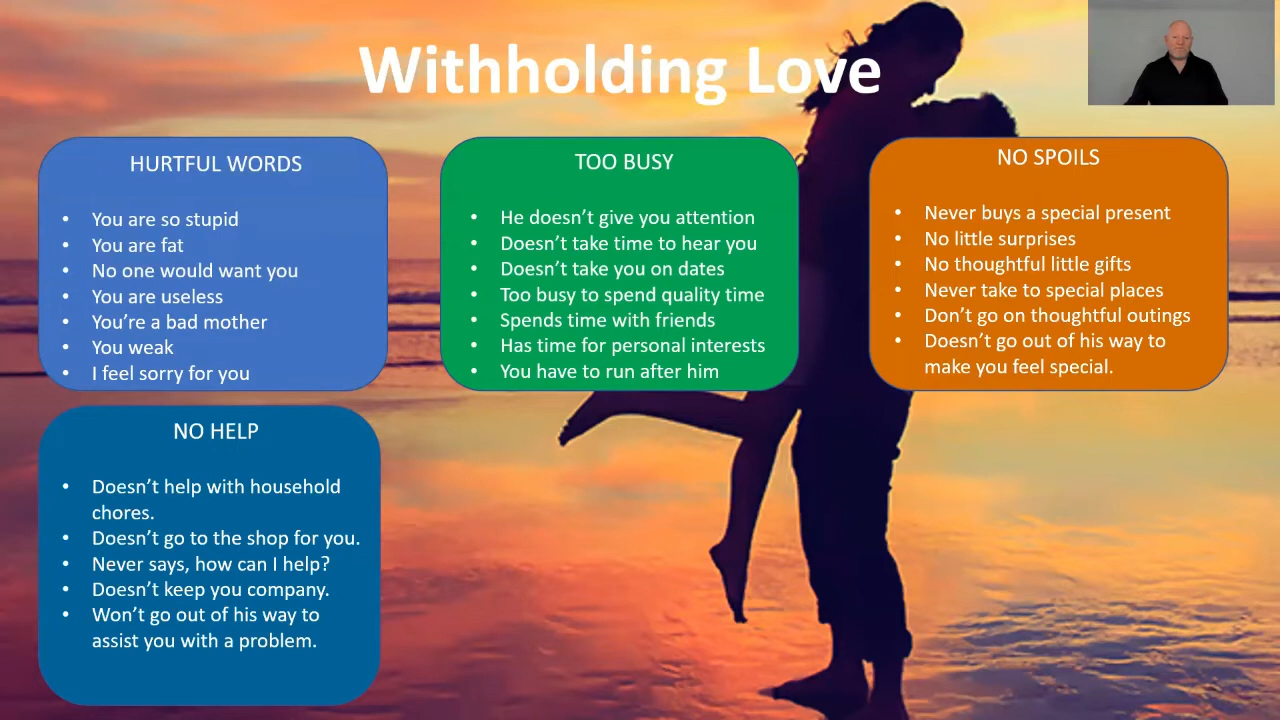 Withholding Love
HURTFUL WORDS
• You are so stupid
• You are fat
• No one would want you
• You are useless
• You’re a bad mother
• You weak
• I feel sorry for you
TOO BUSY
• He doesn’t give you attention
• Doesn’t take time to hear you
• Doesn’t take you on dates
• Too busy to spend quality time
• Spends time with friends
• Has time for personal interests
• You have to run after him
NO SPOILS
• Never buys a special present
• No little surprises
• No thoughtful little gifts
• Never take to special places
• Don’t go on thoughtful outings
• Doesn’t go out of his way to
make you feel special.
NO HELP
• Doesn’t help with household
chores.
• Doesn’t go to the shop for you.
• Never says, how can I help?
• Doesn’t keep you company.
• Won’t go out of his way to
assist you with a problem.